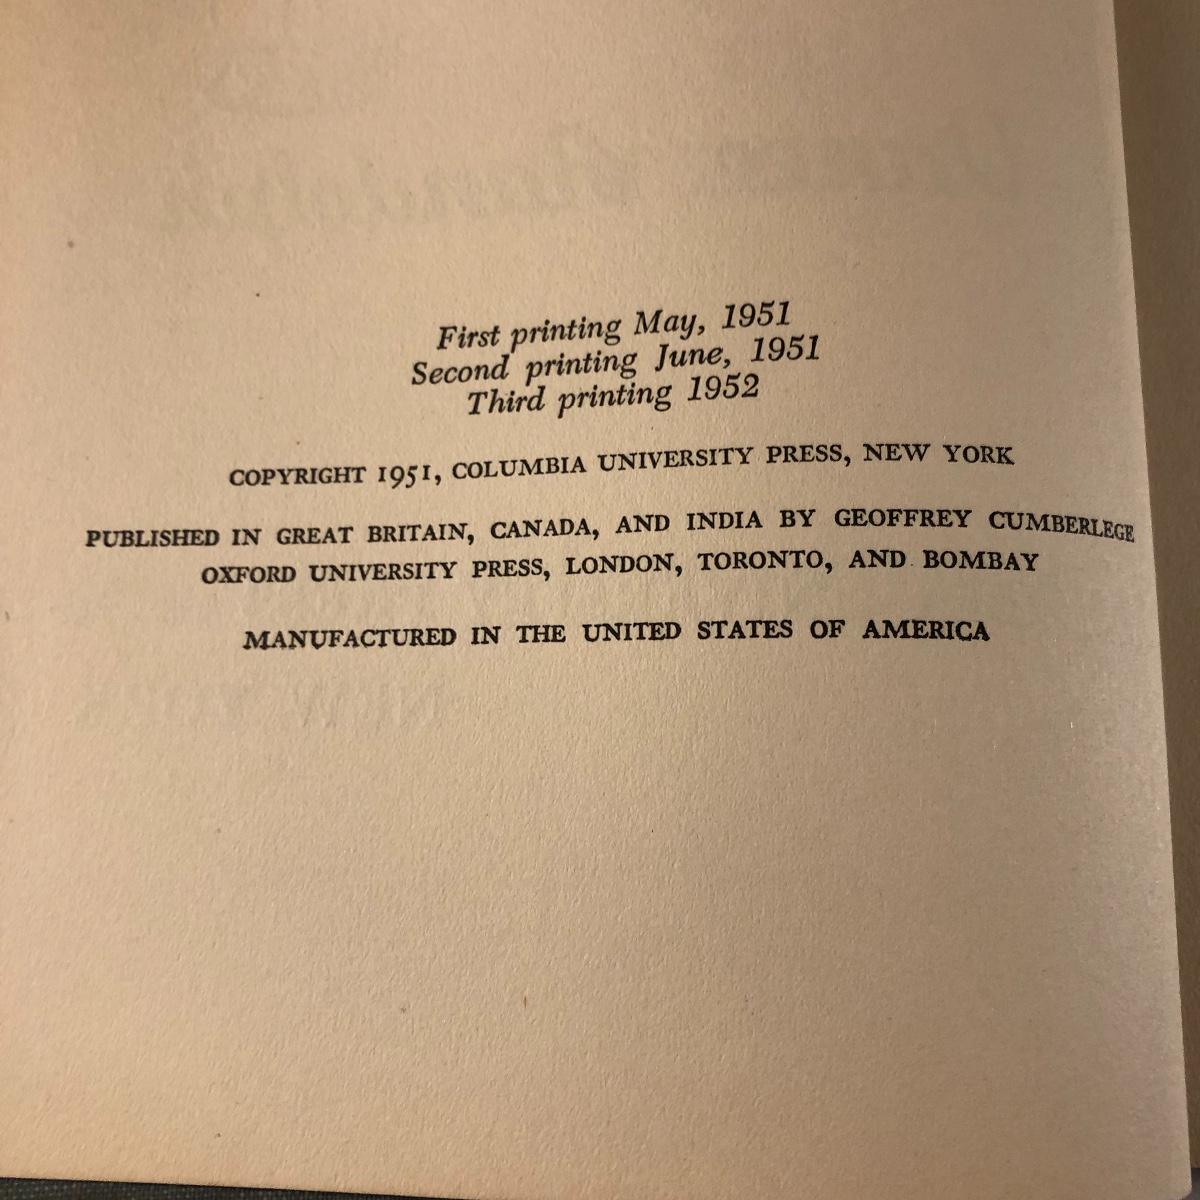 First printing May, 1951
Second printing June, 1951
Third printing 1952
COPYRIGHT 1951, COLUMBIA UNIVERSITY PRESS, NEW YORK
PUBLISHED IN GREAT BRITAIN, CANADA, AND INDIA BY GEOFFREY CUMBERLEGE
OXFORD UNIVERSITY PRESS, LONDON, TORONTO, AND BOMBAY
MANUFACTURED IN THE UNITED STATES OF AMERICA